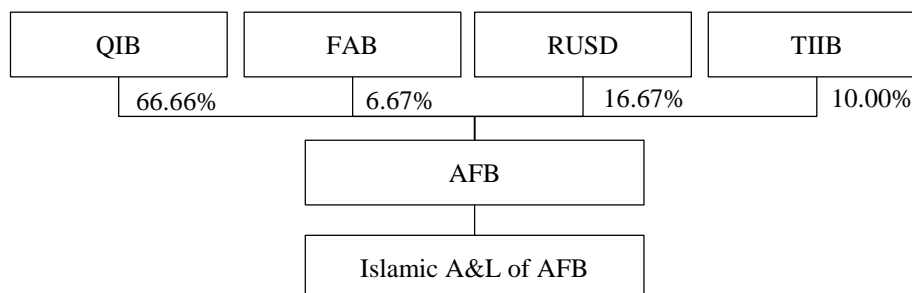 QIB FAB RUSD TIIB
66.66% 6.67% 16.67% 10.00%
AFB
Islamic A&L of AFB